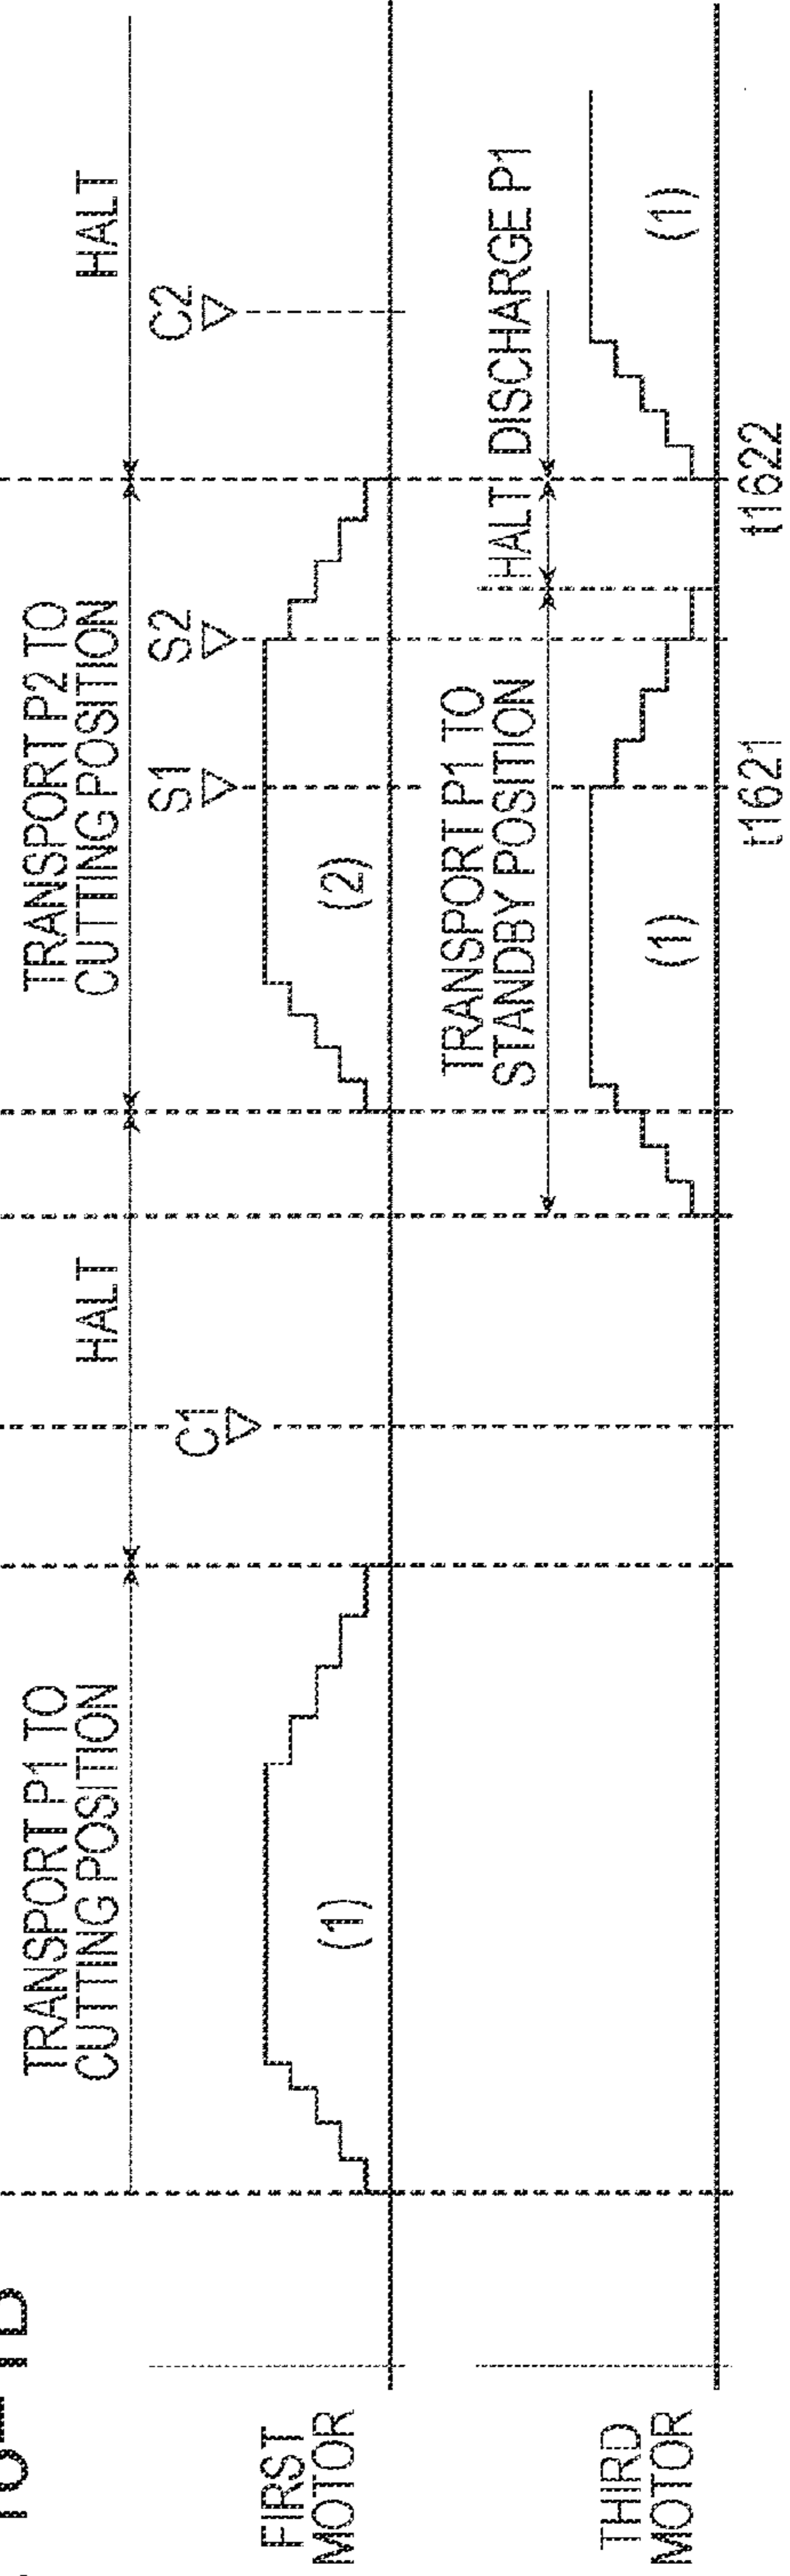 TRANSPORT P1 TO
CUTTING POSITION
HALT
TRANSPORT P2 TO
CUTTING POSITION
HALT
C1
S1
S2
C2
FIRST
MOTOR
(1)
(2)
TRANSPORT P1 TO
STANDBY POSITION
HALT
DISCHARGE P1
THIRD
MOTOR
(1)
(1)
t1621
t1622